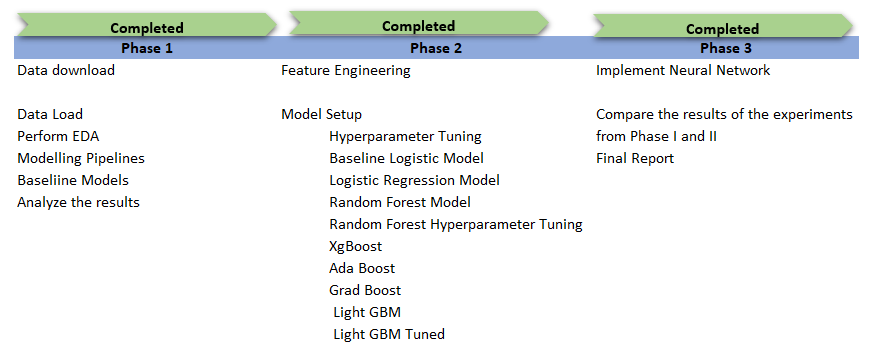 Completed
Phase 1
Data download
Data Load
Perform EDA
Modelling Pipelines
Baseliine Models
Analyze the results
Completed
Phase 2
Feature Engineering
Model Setup
Hyperparameter Tuning
Baseline Logistic Model
Logistic Regression Model
Random Forest Model
Random Forest Hyperparameter Tuning
XgBoost
Ada Boost
Grad Boost
Light GBM
Light GBM Tuned
Completed
Phase 3
Implement Neural Network
Compare the results of the experiments
from Phase I and II
Final Report